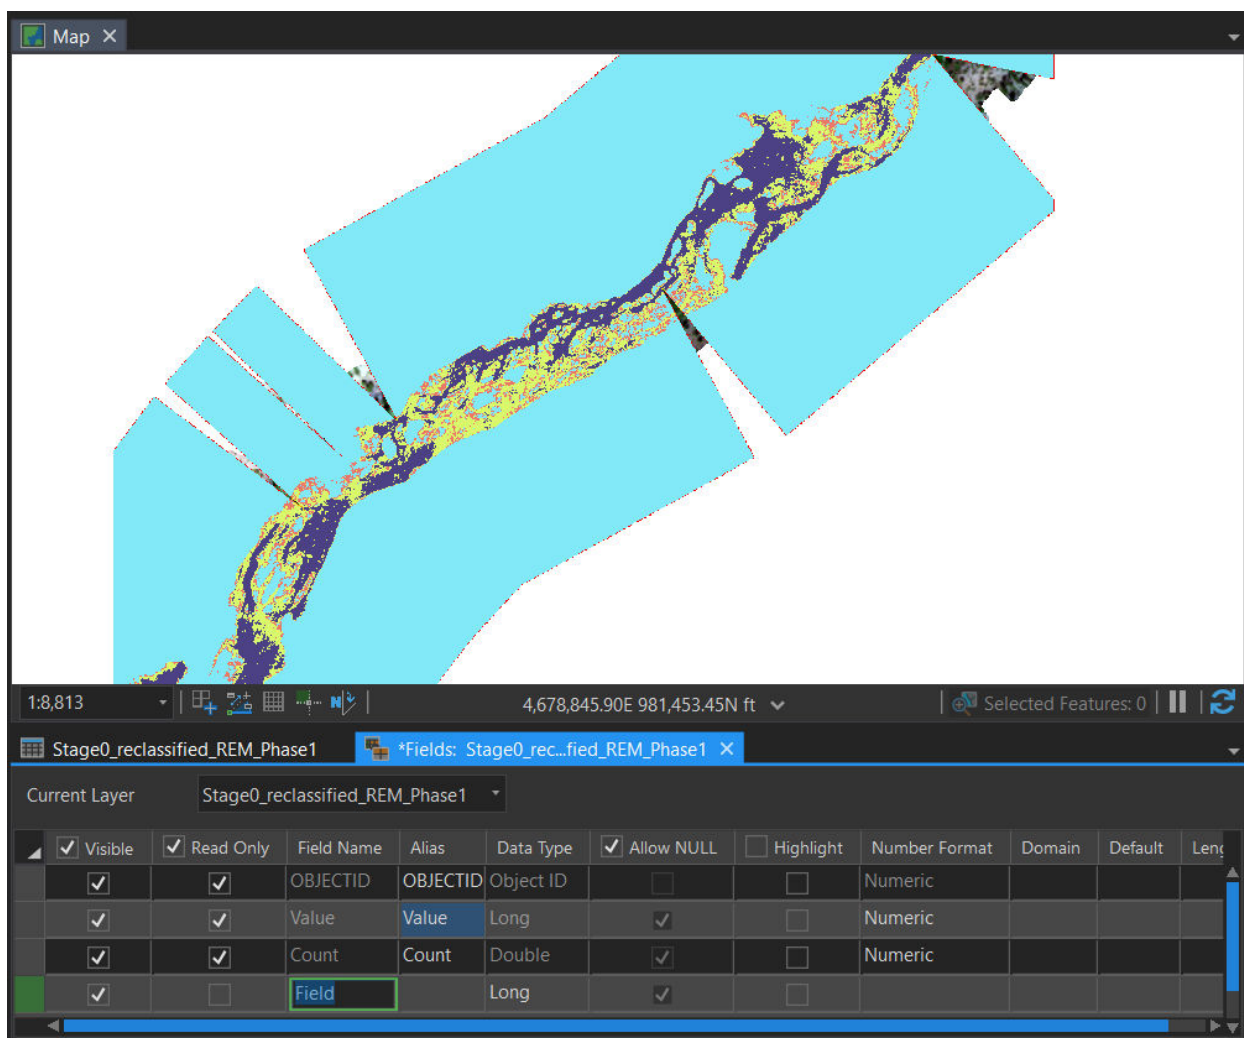 Map
1:8,813
4,678,845.90E 981,453.45N ft
Selected Features: 0
Stage0_reclassified_REM_Phase1
*Fields: Stage0_rec...fied_REM_Phase1
Current Layer
Stage0_reclassified_REM_Phase1
Visible Read Only Field Name Alias Data Type Allow NULL Highlight Number Format Domain Default Leng
OBJECTID OBJECTID Object ID Numeric
Value Value Long Numeric
Count Count Double Numeric
Field Long